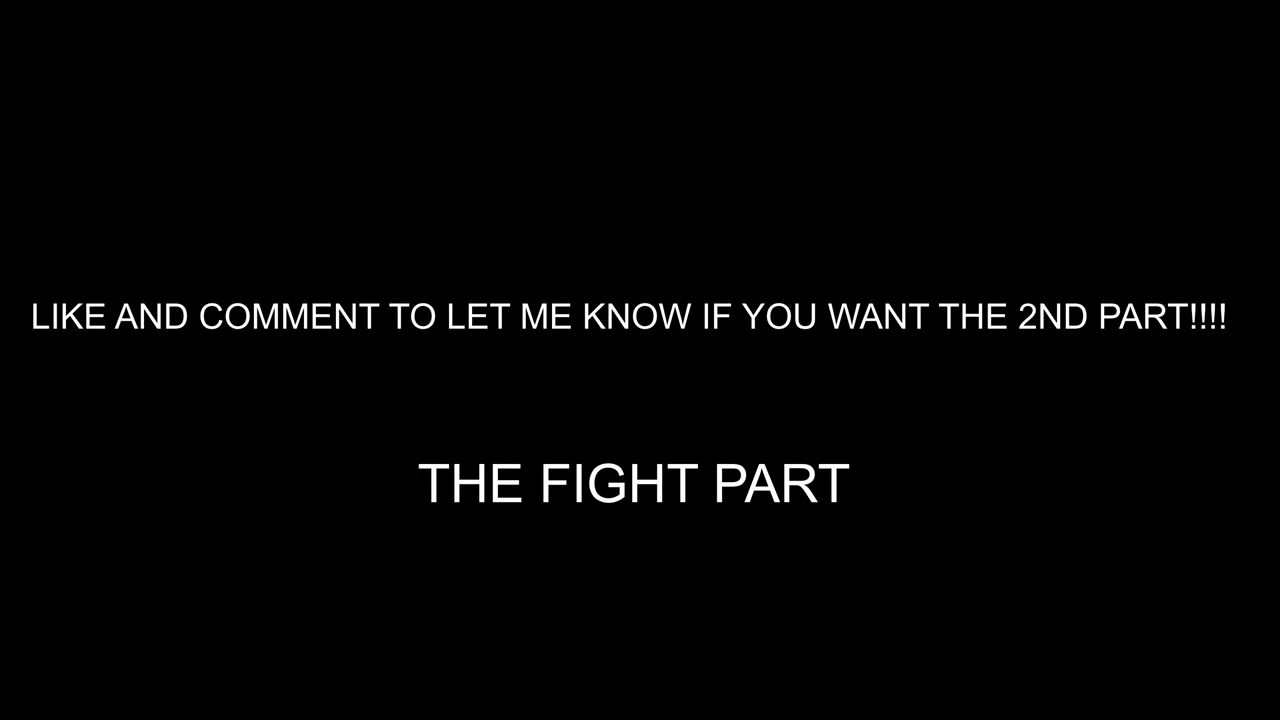 LIKE AND COMMENT TO LET ME KNOW IF YOU WANT THE 2ND PART!!!!
THE FIGHT PART